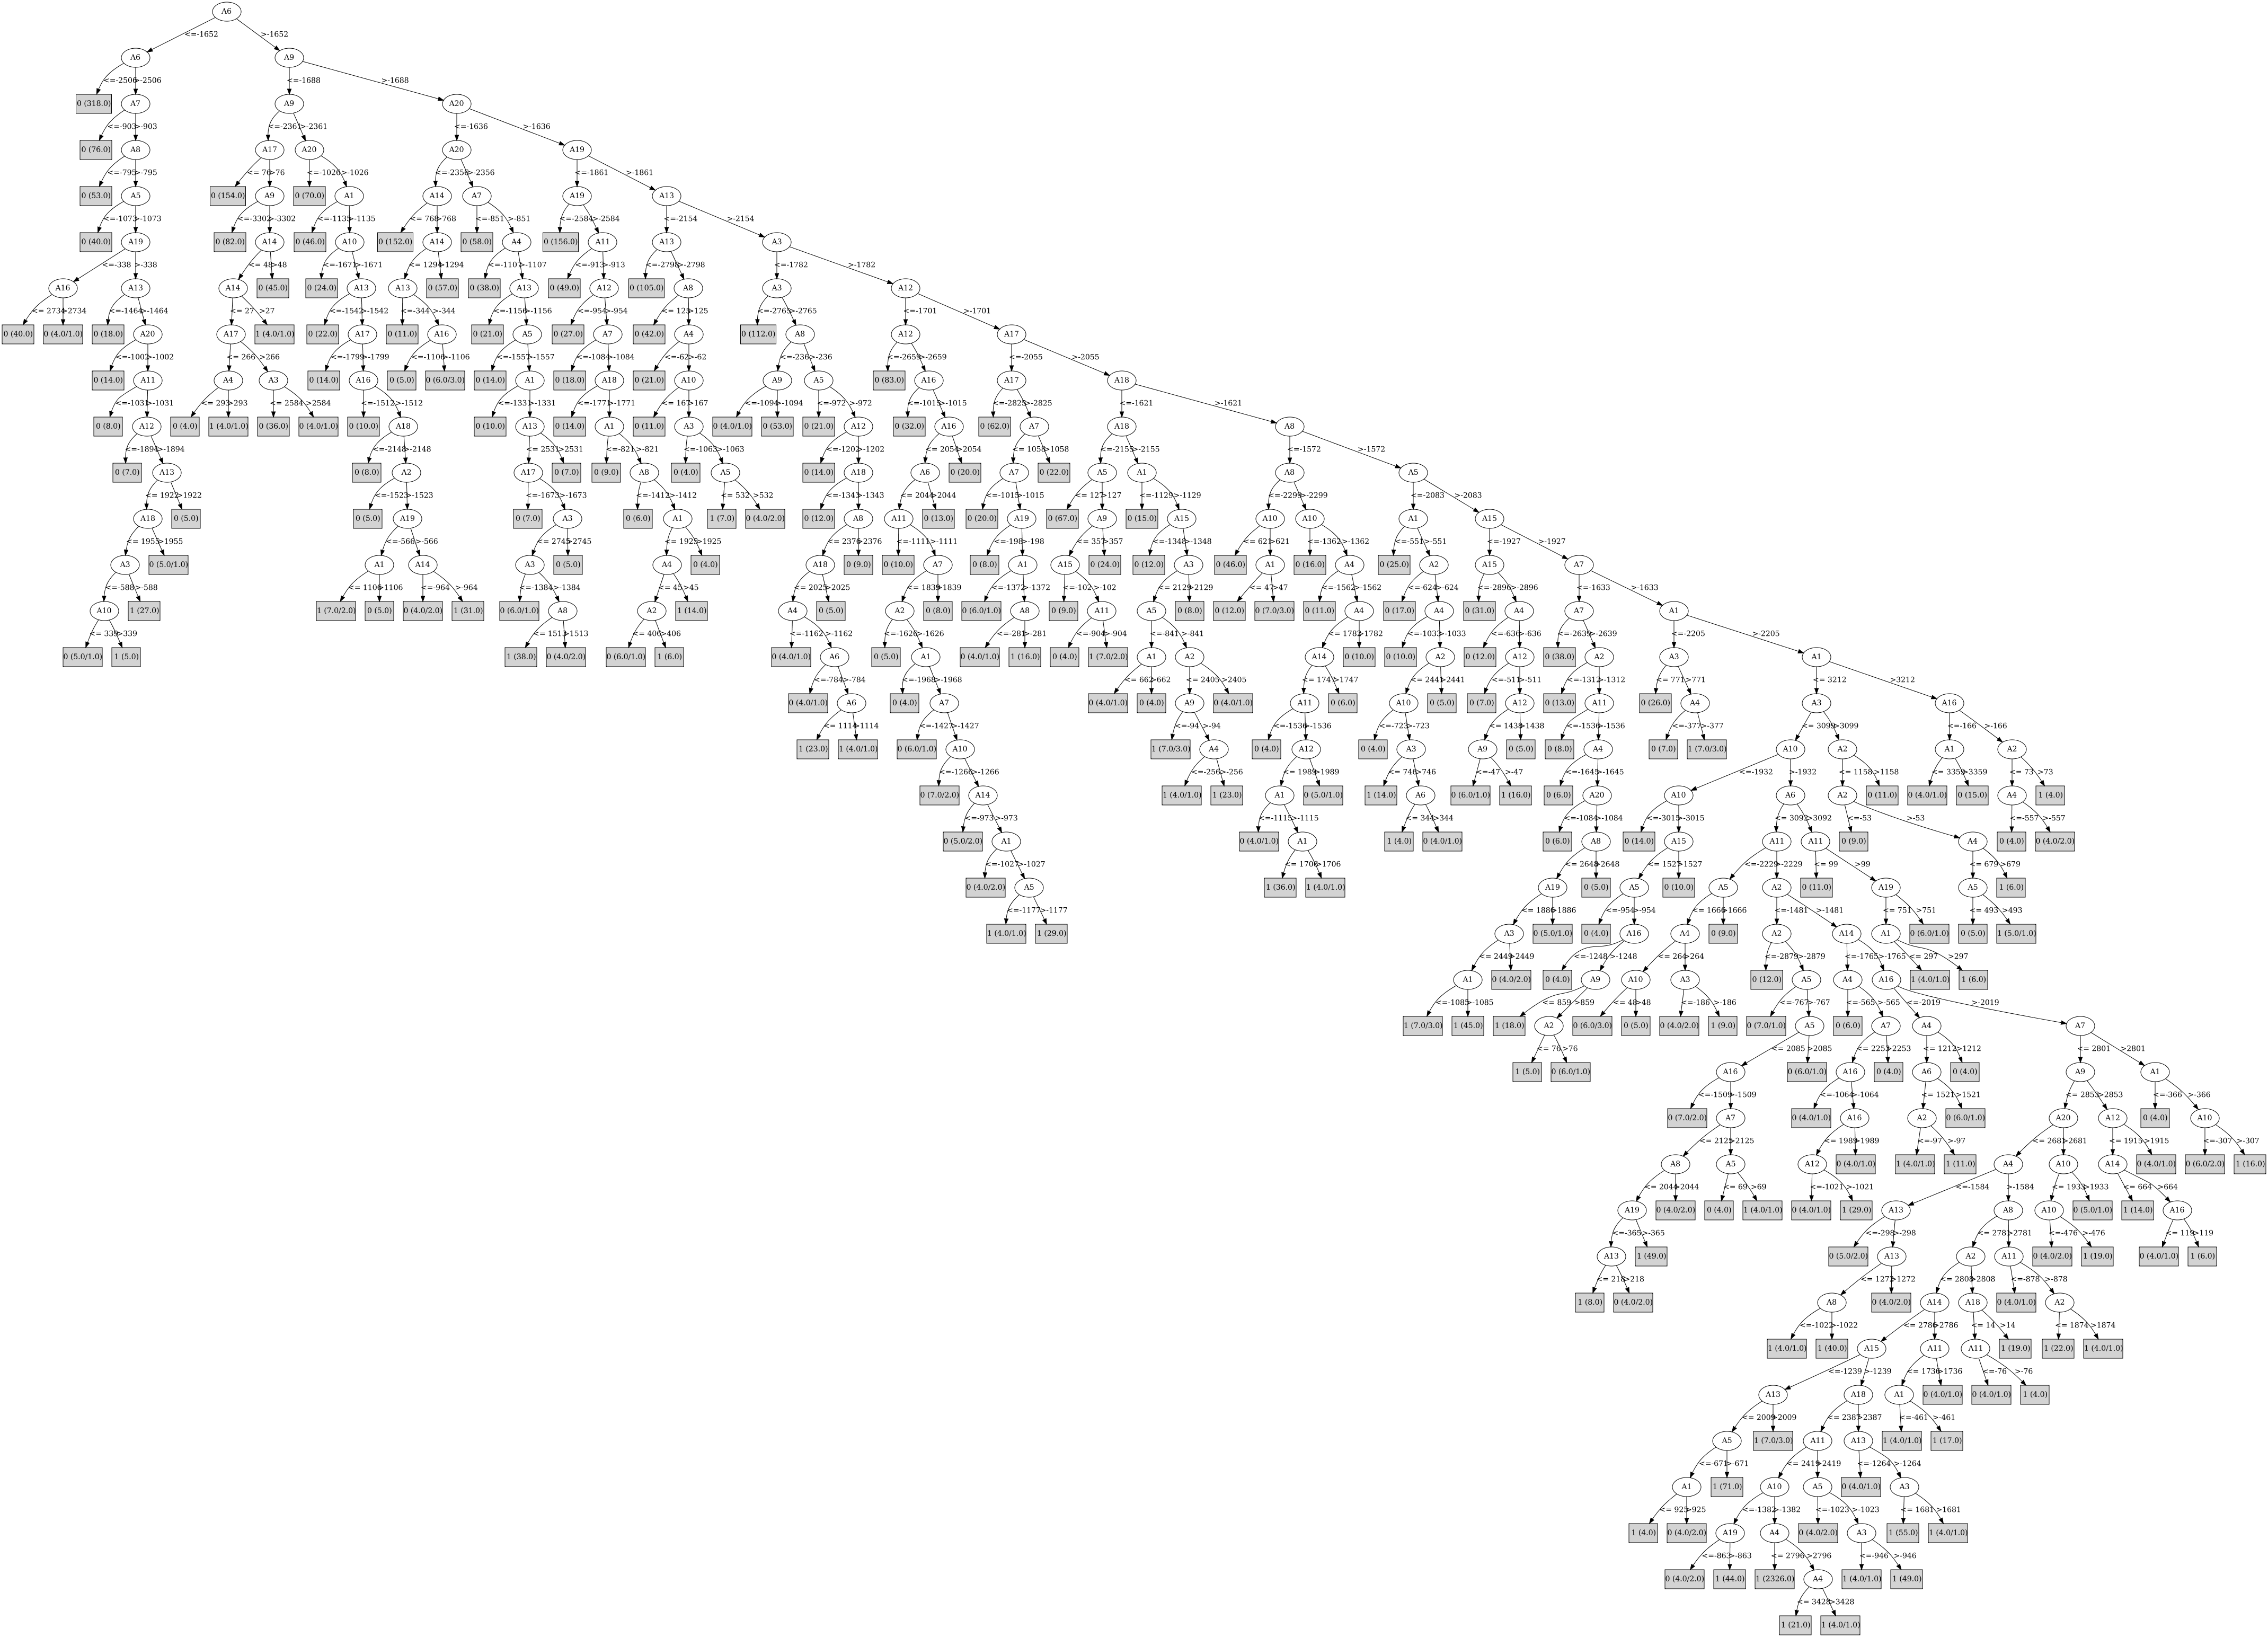 A6
<=-1652 >-1652
A6 A9
<=-2506 >-2506 <=-1688 >-1688
0 (318.0) A7 A9 A20
<=-903 >-903 <=-2361 >-2361 <=-1636 >-1636
0 (76.0) A8 A17 A20 A20 A19
<=-795 >-795 <= 76 >76 <=-1026 >-1026 <=-2356 >-2356 <=-1861 >-1861
0 (53.0) A5 0 (154.0) A9 0 (70.0) A1 A14 A7 A19 A13
<=-1073 >-1073 <=-3302 >-3302 <=-1135 >-1135 <= 768 >768 <=-851 >-851 <=-2584 >-2584 <=-2154 >-2154
0 (40.0) A19 0 (82.0) A14 0 (46.0) A10 0 (152.0) A14 0 (58.0) A4 0 (156.0) A11 A13 A3
<=-338 >-338 <= 48 >48 <=-1671 >-1671 <= 1294 >1294 <=-1107 >-1107 <=-913 >-913 <=-2798 >-2798 <=-1782 >-1782
A16 A13 A14 0 (45.0) 0 (24.0) A13 A13 0 (57.0) 0 (38.0) A13 0 (49.0) A12 0 (105.0) A8 A3 A12
<= 2734 >2734 <=-1464 >-1464 <= 27 >27 <=-1542 >-1542 <=-344 >-344 <=-1156 >-1156 <=-954 >-954 <= 125 >125 <=-2765 >-2765 <=-1701 >-1701
0 (40.0) 0 (4.0/1.0) 0 (18.0) A20 A17 1 (4.0/1.0) 0 (22.0) A17 0 (11.0) A16 0 (21.0) A5 0 (27.0) A7 0 (42.0) A4 0 (112.0) A8 A12 A17
<=-1002 >-1002 <= 266 >266 <=-1799 >-1799 <=-1106 >-1106 <=-1557 >-1557 <=-1084 >-1084 <=-62 >-62 <=-236 >-236 <=-2659 >-2659 <=-2055 >-2055
0 (14.0) A11 A4 A3 0 (14.0) A16 0 (5.0) 0 (6.0/3.0) 0 (14.0) A1 0 (18.0) A18 0 (21.0) A10 A9 A5 0 (83.0) A16 A17 A18
<=-1031 >-1031 <= 293 >293 <= 2584 >2584 <=-1512 >-1512 <=-1331 >-1331 <=-1771 >-1771 <= 167 >167 <=-1094 >-1094 <=-972 >-972 <=-1015 >-1015 <=-2825 >-2825 <=-1621 >-1621
0 (8.0) A12 0 (4.0) 1 (4.0/1.0) 0 (36.0) 0 (4.0/1.0) 0 (10.0) A18 0 (10.0) A13 0 (14.0) A1 0 (11.0) A3 0 (4.0/1.0) 0 (53.0) 0 (21.0) A12 0 (32.0) A16 0 (62.0) A7 A18 A8
<=-1894 >-1894 <=-2148 >-2148 <= 2531 >2531 <=-821 >-821 <=-1063 >-1063 <=-1202 >-1202 <= 2054 >2054 <= 1058 >1058 <=-2155 >-2155 <=-1572 >-1572
0 (7.0) A13 0 (8.0) A2 A17 0 (7.0) 0 (9.0) A8 0 (4.0) A5 0 (14.0) A18 A6 0 (20.0) A7 0 (22.0) A5 A1 A8 A5
<= 1922 >1922 <=-1523 >-1523 <=-1673 >-1673 <=-1412 >-1412 <= 532 >532 <=-1343 >-1343 <= 2044 >2044 <=-1015 >-1015 <= 127 >127 <=-1129 >-1129 <=-2299 >-2299 <=-2083 >-2083
A18 0 (5.0) 0 (5.0) A19 0 (7.0) A3 0 (6.0) A1 1 (7.0) 0 (4.0/2.0) 0 (12.0) A8 A11 0 (13.0) 0 (20.0) A19 0 (67.0) A9 0 (15.0) A15 A10 A10 A1 A15
<= 1955 >1955 <=-566 >-566 <= 2745 >2745 <= 1925 >1925 <= 2376 >2376 <=-1111 >-1111 <=-198 >-198 <= 357 >357 <=-1348 >-1348 <= 621 >621 <=-1362 >-1362 <=-551 >-551 <=-1927 >-1927
A3 0 (5.0/1.0) A1 A14 A3 0 (5.0) A4 0 (4.0) A18 0 (9.0) 0 (10.0) A7 0 (8.0) A1 A15 0 (24.0) 0 (12.0) A3 0 (46.0) A1 0 (16.0) A4 0 (25.0) A2 A15 A7
<=-588 >-588 <= 1106 >1106 <=-964 >-964 <=-1384 >-1384 <= 45 >45 <= 2025 >2025 <= 1839 >1839 <=-1372 >-1372 <=-102 >-102 <= 2129 >2129 <= 47 >47 <=-1562 >-1562 <=-624 >-624 <=-2896 >-2896 <=-1633 >-1633
A10 1 (27.0) 1 (7.0/2.0) 0 (5.0) 0 (4.0/2.0) 1 (31.0) 0 (6.0/1.0) A8 A2 1 (14.0) A4 0 (5.0) A2 0 (8.0) 0 (6.0/1.0) A8 0 (9.0) A11 A5 0 (8.0) 0 (12.0) 0 (7.0/3.0) 0 (11.0) A4 0 (17.0) A4 0 (31.0) A4 A7 A1
<= 339 >339 <= 1513 >1513 <= 406 >406 <=-1162 >-1162 <=-1626 >-1626 <=-281 >-281 <=-904 >-904 <=-841 >-841 <= 1782 >1782 <=-1033 >-1033 <=-636 >-636 <=-2639 >-2639 <=-2205 >-2205
0 (5.0/1.0) 1 (5.0) 1 (38.0) 0 (4.0/2.0) 0 (6.0/1.0) 1 (6.0) 0 (4.0/1.0) A6 0 (5.0) A1 0 (4.0/1.0) 1 (16.0) 0 (4.0) 1 (7.0/2.0) A1 A2 A14 0 (10.0) 0 (10.0) A2 0 (12.0) A12 0 (38.0) A2 A3 A1
<=-784 >-784 <=-1968 >-1968 <= 662 >662 <= 2405 >2405 <= 1747 >1747 <= 2441 >2441 <=-511 >-511 <=-1312 >-1312 <= 771 >771 <= 3212 >3212
0 (4.0/1.0) A6 0 (4.0) A7 0 (4.0/1.0) 0 (4.0) A9 0 (4.0/1.0) A11 0 (6.0) A10 0 (5.0) 0 (7.0) A12 0 (13.0) A11 0 (26.0) A4 A3 A16
<= 1114 >1114 <=-1427 >-1427 <=-94 >-94 <=-1536 >-1536 <=-723 >-723 <= 1438 >1438 <=-1536 >-1536 <=-377 >-377 <= 3099 >3099 <=-166 >-166
1 (23.0) 1 (4.0/1.0) 0 (6.0/1.0) A10 1 (7.0/3.0) A4 0 (4.0) A12 0 (4.0) A3 A9 0 (5.0) 0 (8.0) A4 0 (7.0) 1 (7.0/3.0) A10 A2 A1 A2
<=-1266 >-1266 <=-256 >-256 <= 1989 >1989 <= 746 >746 <=-47 >-47 <=-1645 >-1645 <=-1932 >-1932 <= 1158 >1158 <= 3359 >3359 <= 73 >73
0 (7.0/2.0) A14 1 (4.0/1.0) 1 (23.0) A1 0 (5.0/1.0) 1 (14.0) A6 0 (6.0/1.0) 1 (16.0) 0 (6.0) A20 A10 A6 A2 0 (11.0) 0 (4.0/1.0) 0 (15.0) A4 1 (4.0)
<=-973 >-973 <=-1115 >-1115 <= 344 >344 <=-1084 >-1084 <=-3015 >-3015 <= 3092 >3092 <=-53 >-53 <=-557 >-557
0 (5.0/2.0) A1 0 (4.0/1.0) A1 1 (4.0) 0 (4.0/1.0) 0 (6.0) A8 0 (14.0) A15 A11 A11 0 (9.0) A4 0 (4.0) 0 (4.0/2.0)
<=-1027 >-1027 <= 1706 >1706 <= 2648 >2648 <= 1527 >1527 <=-2229 >-2229 <= 99 >99 <= 679 >679
0 (4.0/2.0) A5 1 (36.0) 1 (4.0/1.0) A19 0 (5.0) A5 0 (10.0) A5 A2 0 (11.0) A19 A5 1 (6.0)
<=-1177 >-1177 <= 1886 >1886 <=-954 >-954 <= 1666 >1666 <=-1481 >-1481 <= 751 >751 <= 493 >493
1 (4.0/1.0) 1 (29.0) A3 0 (5.0/1.0) 0 (4.0) A16 A4 0 (9.0) A2 A14 A1 0 (6.0/1.0) 0 (5.0) 1 (5.0/1.0)
<= 2449 >2449 <=-1248 >-1248 <= 264 >264 <=-2879 >-2879 <=-1765 >-1765 <= 297 >297
A1 0 (4.0/2.0) 0 (4.0) A9 A10 A3 0 (12.0) A5 A4 A16 1 (4.0/1.0) 1 (6.0)
<=-1085 >-1085 <= 859 >859 <= 48 >48 <=-186 >-186 <=-767 >-767 <=-565 >-565 <=-2019 >-2019
1 (7.0/3.0) 1 (45.0) 1 (18.0) A2 0 (6.0/3.0) 0 (5.0) 0 (4.0/2.0) 1 (9.0) 0 (7.0/1.0) A5 0 (6.0) A7 A4 A7
<= 76 >76 <= 2085 >2085 <= 2253 >2253 <= 1212 >1212 <= 2801 >2801
1 (5.0) 0 (6.0/1.0) A16 0 (6.0/1.0) A16 0 (4.0) A6 0 (4.0) A9 A1
<=-1509 >-1509 <=-1064 >-1064 <= 1521 >1521 <= 2853 >2853 <=-366 >-366
0 (7.0/2.0) A7 0 (4.0/1.0) A16 A2 0 (6.0/1.0) A20 A12 0 (4.0) A10
<= 2125 >2125 <= 1989 >1989 <=-97 >-97 <= 2681 >2681 <= 1915 >1915 <=-307 >-307
A8 A5 A12 0 (4.0/1.0) 1 (4.0/1.0) 1 (11.0) A4 A10 A14 0 (4.0/1.0) 0 (6.0/2.0) 1 (16.0)
<= 2044 >2044 <= 69 >69 <=-1021 >-1021 <=-1584 >-1584 <= 1933 >1933 <= 664 >664
A19 0 (4.0/2.0) 0 (4.0) 1 (4.0/1.0) 0 (4.0/1.0) 1 (29.0) A13 A8 A10 0 (5.0/1.0) 1 (14.0) A16
<=-365 >-365 <=-298 >-298 <= 2781 >2781 <=-476 >-476 <= 119 >119
A13 1 (49.0) 0 (5.0/2.0) A13 A2 A11 0 (4.0/2.0) 1 (19.0) 0 (4.0/1.0) 1 (6.0)
<= 218 >218 <= 1272 >1272 <= 2808 >2808 <=-878 >-878
1 (8.0) 0 (4.0/2.0) A8 0 (4.0/2.0) A14 A18 0 (4.0/1.0) A2
<=-1022 >-1022 <= 2786 >2786 <= 14 >14 <= 1874 >1874
1 (4.0/1.0) 1 (40.0) A15 A11 A11 1 (19.0) 1 (22.0) 1 (4.0/1.0)
<=-1239 >-1239 <= 1736 >1736 <=-76 >-76
A13 A18 A1 0 (4.0/1.0) 0 (4.0/1.0) 1 (4.0)
<= 2009 >2009 <= 2387 >2387 <=-461 >-461
A5 1 (7.0/3.0) A11 A13 1 (4.0/1.0) 1 (17.0)
<=-671 >-671 <= 2419 >2419 <=-1264 >-1264
A1 1 (71.0) A10 A5 0 (4.0/1.0) A3
<= 925 >925 <=-1382 >-1382 <=-1023 >-1023 <= 1681 >1681
1 (4.0) 0 (4.0/2.0) A19 A4 0 (4.0/2.0) A3 1 (55.0) 1 (4.0/1.0)
<=-863 >-863 <= 2796 >2796 <=-946 >-946
0 (4.0/2.0) 1 (44.0) 1 (2326.0) A4 1 (4.0/1.0) 1 (49.0)
<= 3428 >3428
1 (21.0) 1 (4.0/1.0)